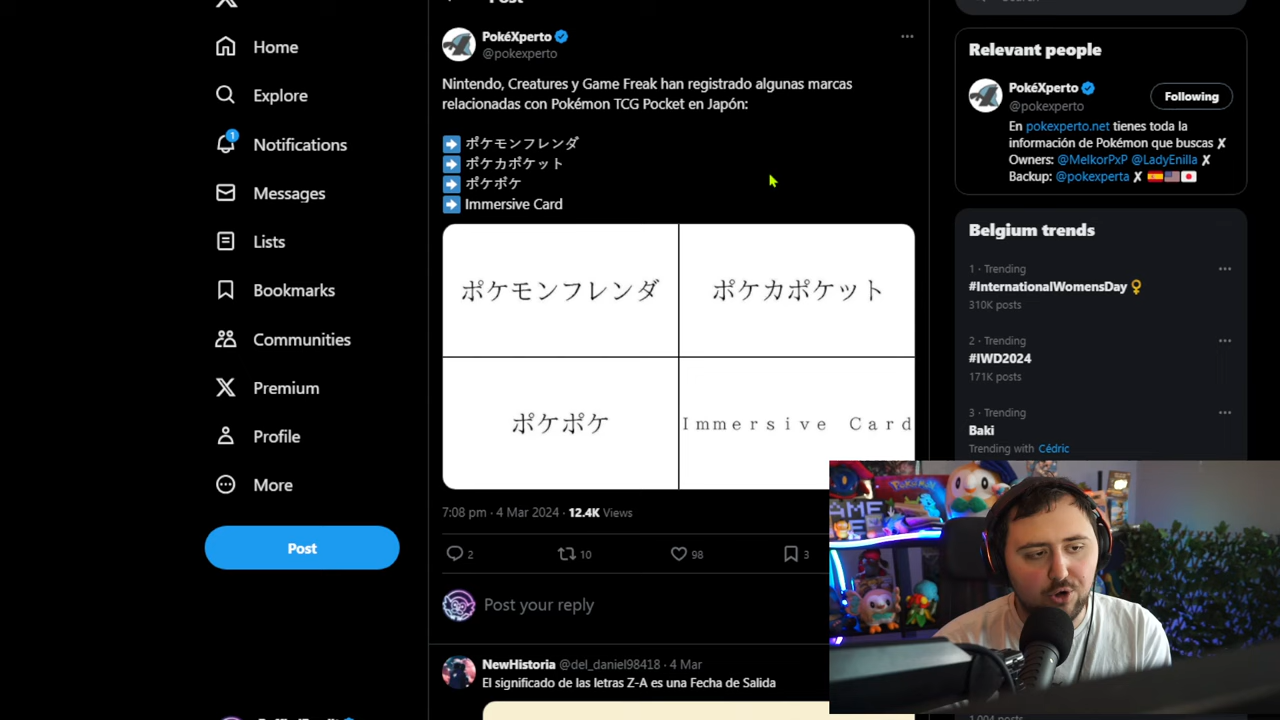 Post
Home
Explore
1
Notifications
Messages
Lists
Bookmarks
Communities
Premium
Profile
More
Post
PokéXperto
@pokexperto
Nintendo, Creatures y Game Freak han registrado algunas marcas
relacionadas con Pokémon TCG Pocket en Japón:
➡️ ポケモンフレンダ
➡️ ポケカポケット
➡️ ポケポケ
➡️ Immersive Card
ポケモンフレンダ
ポケカポケット
ポケポケ
Immersive Card
7:08 pm · 4 Mar 2024 · 12.4K Views
2
10
98
3
Post your reply
NewHistoria @del_daniel98418 · 4 Mar
El significado de las letras Z-A es una Fecha de Salida
Relevant people
PokéXperto
@pokexperto
Following
En pokexperto.net tienes toda la
información de Pokémon que buscas ✘
Owners: @MelkorPxP @LadyEnilla ✘
Backup: @pokexperta ✘ 🇪🇸🇺🇸🇯🇵
Belgium trends
1 · Trending
#InternationalWomensDay
310K posts
2 · Trending
#IWD2024
171K posts
3 · Trending
Baki
Trending with Cédric